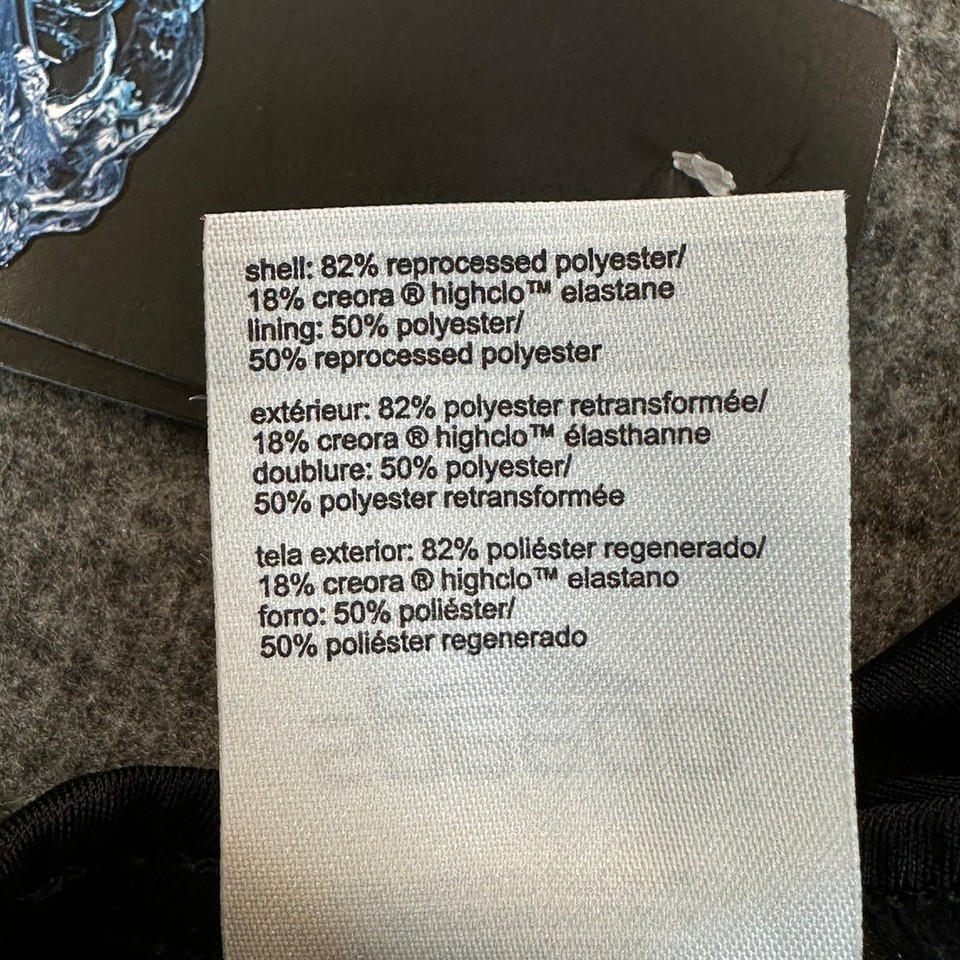 shell: 82% reprocessed polyester/
18% creora ® highclo™ elastane
lining: 50% polyester/
50% reprocessed polyester
extérieur: 82% polyester retransformée/
18% creora ® highclo™ élasthanne
doublure: 50% polyester/
50% polyester retransformée
tela exterior: 82% poliéster regenerado/
18% creora ® highclo™ elastano
forro: 50% poliéster/
50% poliéster regenerado